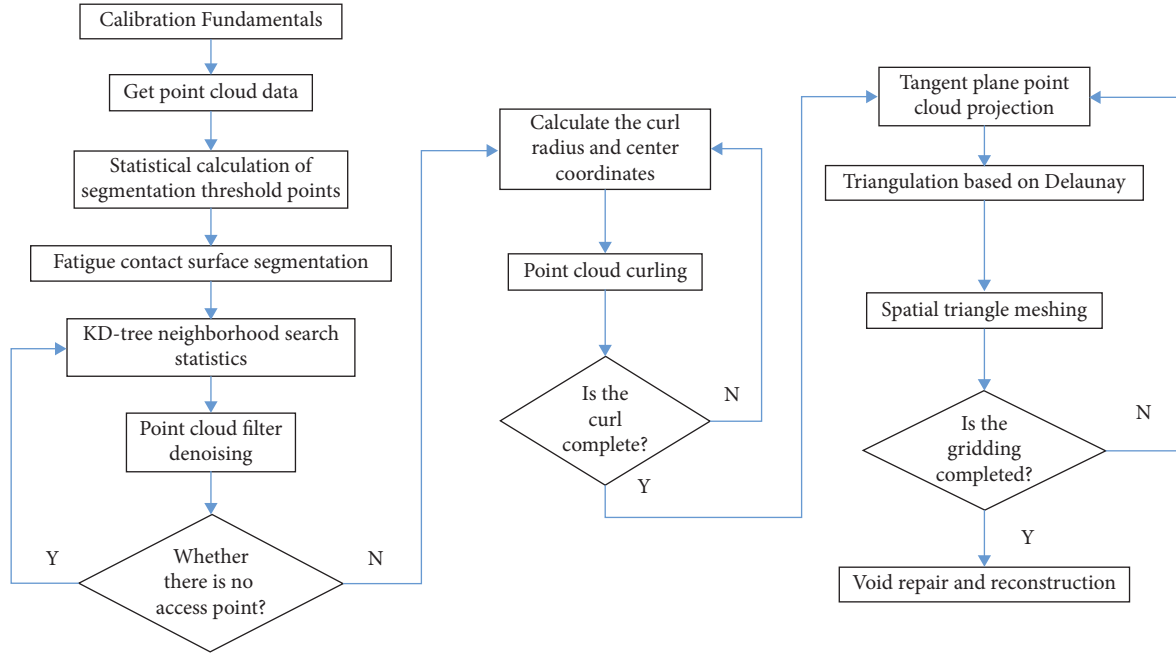 Calibration Fundamentals
Get point cloud data
Statistical calculation of
segmentation threshold points
Fatigue contact surface segmentation
KD-tree neighborhood search
statistics
Point cloud filter
denoising
Y
Whether
there is no
access point?
N
Calculate the curl
radius and center
coordinates
Point cloud curling
Is the
curl
complete?
N
Y
Tangent plane point
cloud projection
Triangulation based on Delaunay
Spatial triangle meshing
Is the
gridding
completed?
N
Y
Void repair and reconstruction